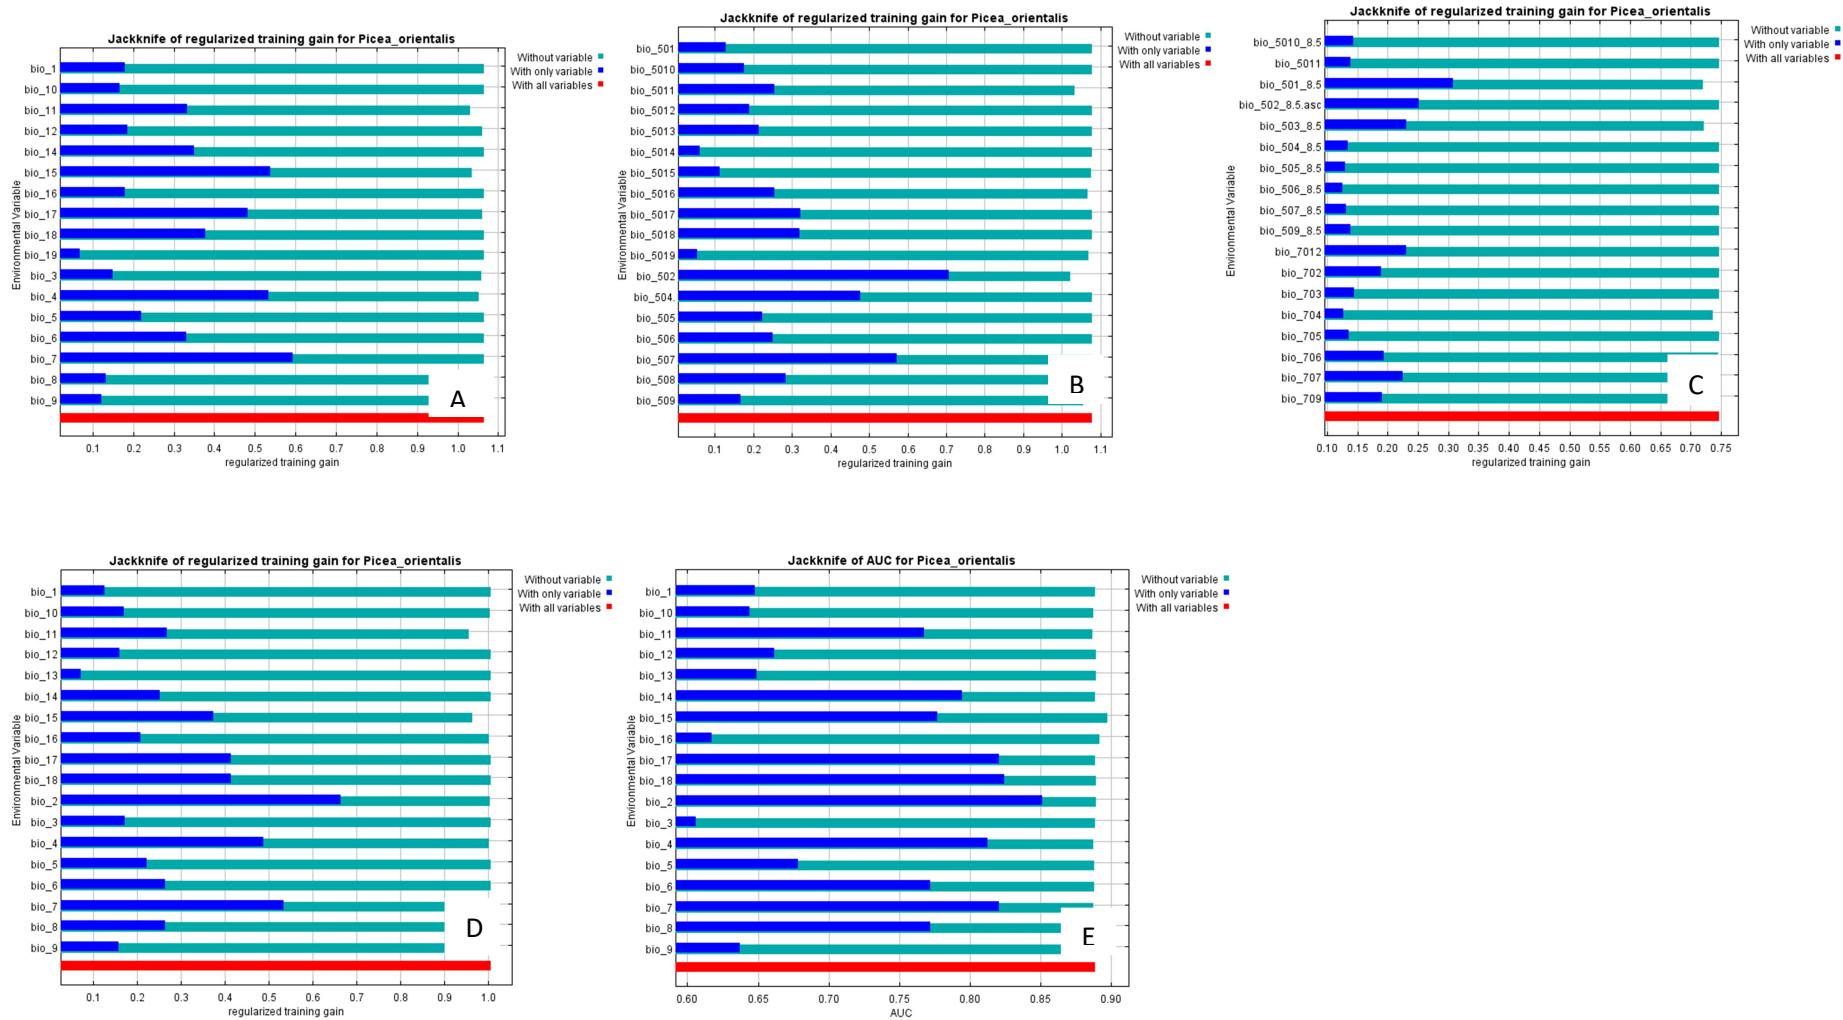 Jackknife of regularized training gain for Picea_orientalis
Without variable
With only variable
With all variables
Environmental Variable
bio_1
bio_10
bio_11
bio_12
bio_14
bio_15
bio_16
bio_17
bio_18
bio_19
bio_3
bio_4
bio_5
bio_6
bio_7
bio_8
bio_9
A
0.1 0.2 0.3 0.4 0.5 0.6 0.7 0.8 0.9 1.0 1.1
regularized training gain
Jackknife of regularized training gain for Picea_orientalis
Without variable
With only variable
With all variables
Environmental Variable
bio_501
bio_5010
bio_5011
bio_5012
bio_5013
bio_5014
bio_5015
bio_5016
bio_5017
bio_5018
bio_5019
bio_502
bio_504.
bio_505
bio_506
bio_507
bio_508
bio_509
B
0.1 0.2 0.3 0.4 0.5 0.6 0.7 0.8 0.9 1.0 1.1
regularized training gain
Jackknife of regularized training gain for Picea_orientalis
Without variable
With only variable
With all variables
Environmental Variable
bio_5010_8.5
bio_5011
bio_501_8.5
bio_502_8.5.asc
bio_503_8.5
bio_504_8.5
bio_505_8.5
bio_506_8.5
bio_507_8.5
bio_509_8.5
bio_7012
bio_702
bio_703
bio_704
bio_705
bio_706
bio_707
bio_709
C
0.10 0.15 0.20 0.25 0.30 0.35 0.40 0.45 0.50 0.55 0.60 0.65 0.70 0.75
regularized training gain
Jackknife of regularized training gain for Picea_orientalis
Without variable
With only variable
With all variables
Environmental Variable
bio_1
bio_10
bio_11
bio_12
bio_13
bio_14
bio_15
bio_16
bio_17
bio_18
bio_2
bio_3
bio_4
bio_5
bio_6
bio_7
bio_8
bio_9
D
0.1 0.2 0.3 0.4 0.5 0.6 0.7 0.8 0.9 1.0
regularized training gain
Jackknife of AUC for Picea_orientalis
Without variable
With only variable
With all variables
Environmental Variable
bio_1
bio_10
bio_11
bio_12
bio_13
bio_14
bio_15
bio_16
bio_17
bio_18
bio_2
bio_3
bio_4
bio_5
bio_6
bio_7
bio_8
bio_9
E
0.60 0.65 0.70 0.75 0.80 0.85 0.90
AUC